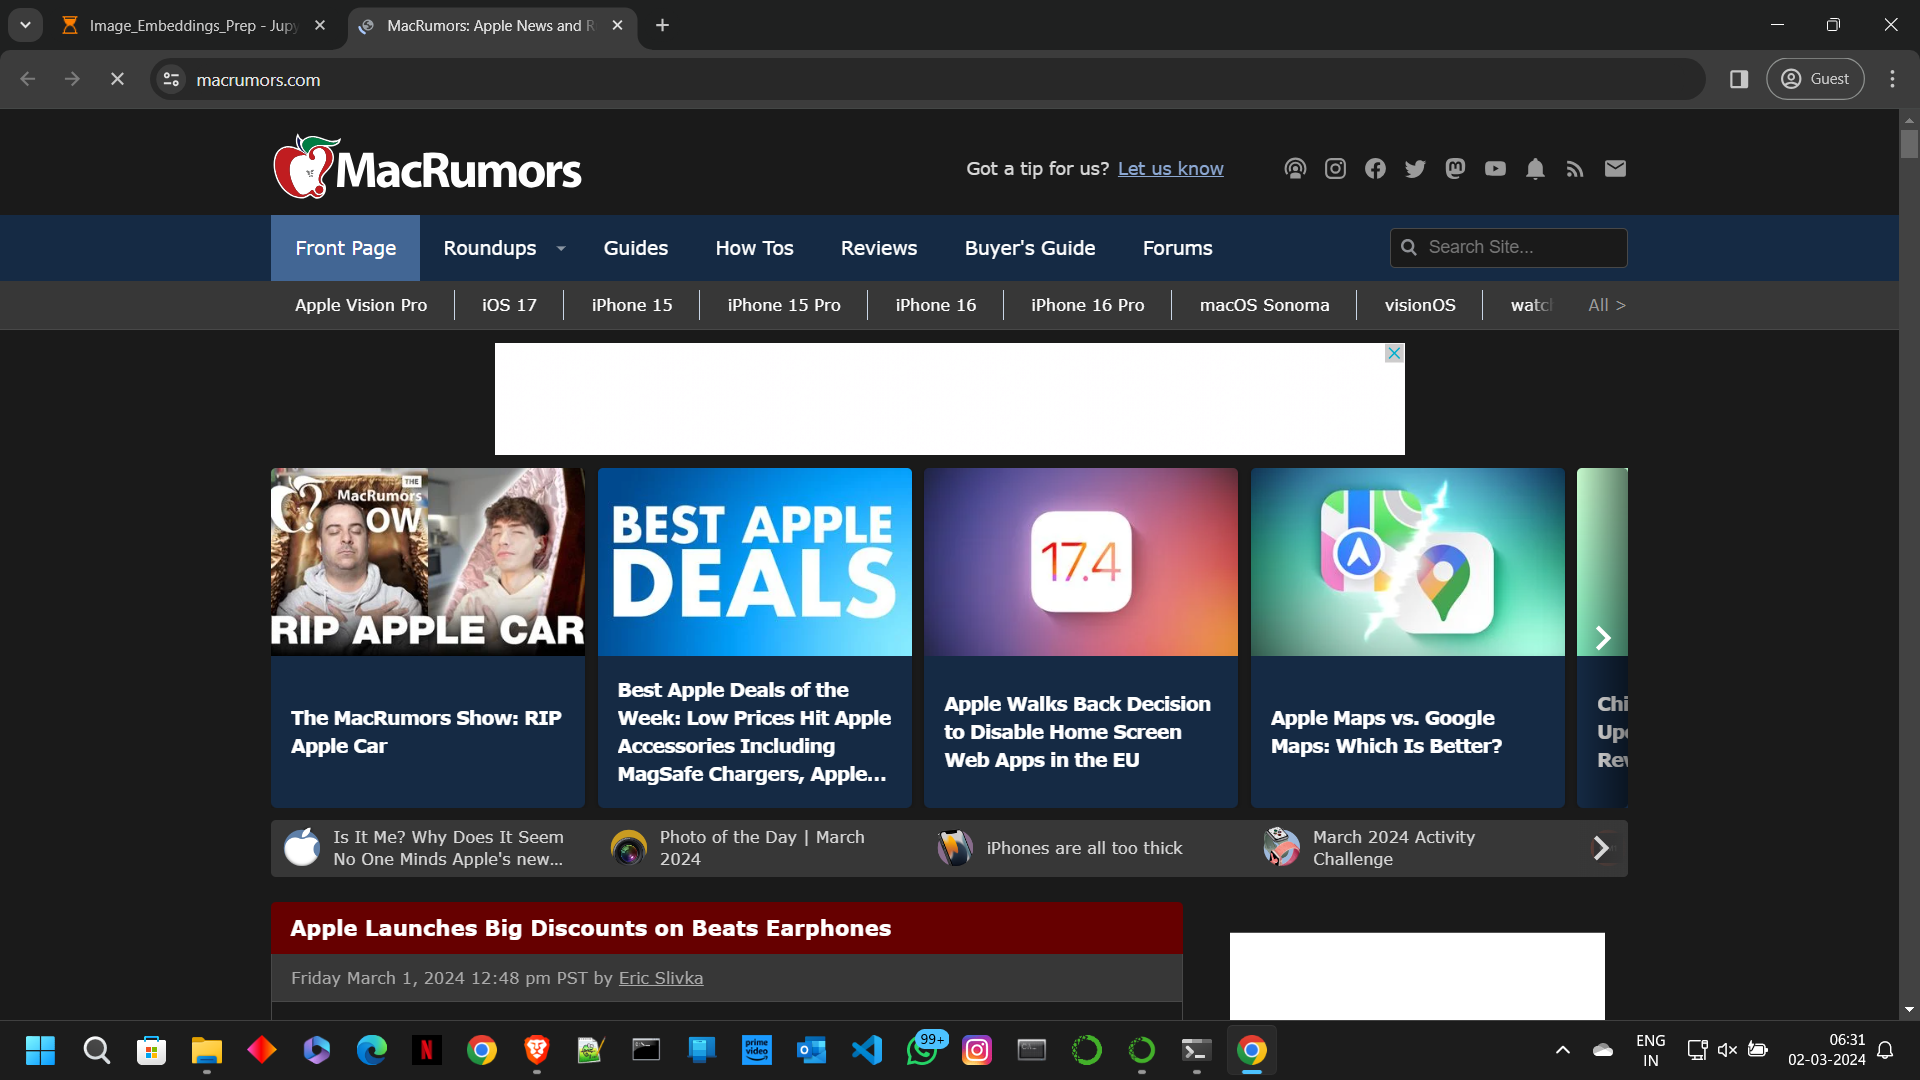 Image_Embeddings_Prep - Jupy
MacRumors: Apple News and R
macrumors.com
Guest
MacRumors
Got a tip for us? Let us know
Front Page
Roundups
Guides
How Tos
Reviews
Buyer's Guide
Forums
Search Site...
Apple Vision Pro
iOS 17
iPhone 15
iPhone 15 Pro
iPhone 16
iPhone 16 Pro
macOS Sonoma
visionOS
watch
All >
THE
MacRumors
OW
RIP APPLE CAR
The MacRumors Show: RIP
Apple Car
BEST APPLE
DEALS
Best Apple Deals of the
Week: Low Prices Hit Apple
Accessories Including
MagSafe Chargers, Apple...
17.4
Apple Walks Back Decision
to Disable Home Screen
Web Apps in the EU
Apple Maps vs. Google
Maps: Which Is Better?
Chi
Up
Rev
Is It Me? Why Does It Seem
No One Minds Apple's new...
Photo of the Day | March
2024
iPhones are all too thick
March 2024 Activity
Challenge
Apple Launches Big Discounts on Beats Earphones
Friday March 1, 2024 12:48 pm PST by Eric Slivka
prime
video
99+
ENG
IN
06:31
02-03-2024